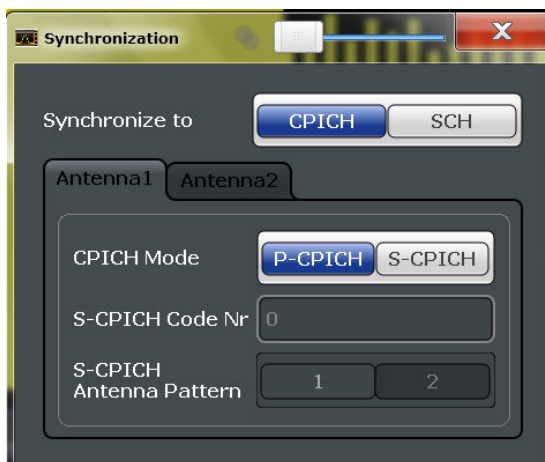 Synchronization
X
Synchronize to CPICH SCH
Antenna1 Antenna2
CPICH Mode P-CPICH S-CPICH
S-CPICH Code Nr 0
S-CPICH
Antenna Pattern 1 2